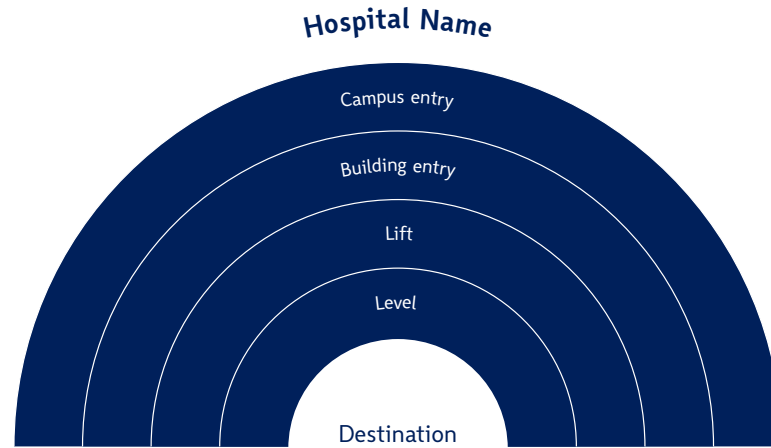 Hospital Name
Campus entry
Building entry
Lift
Level
Destination